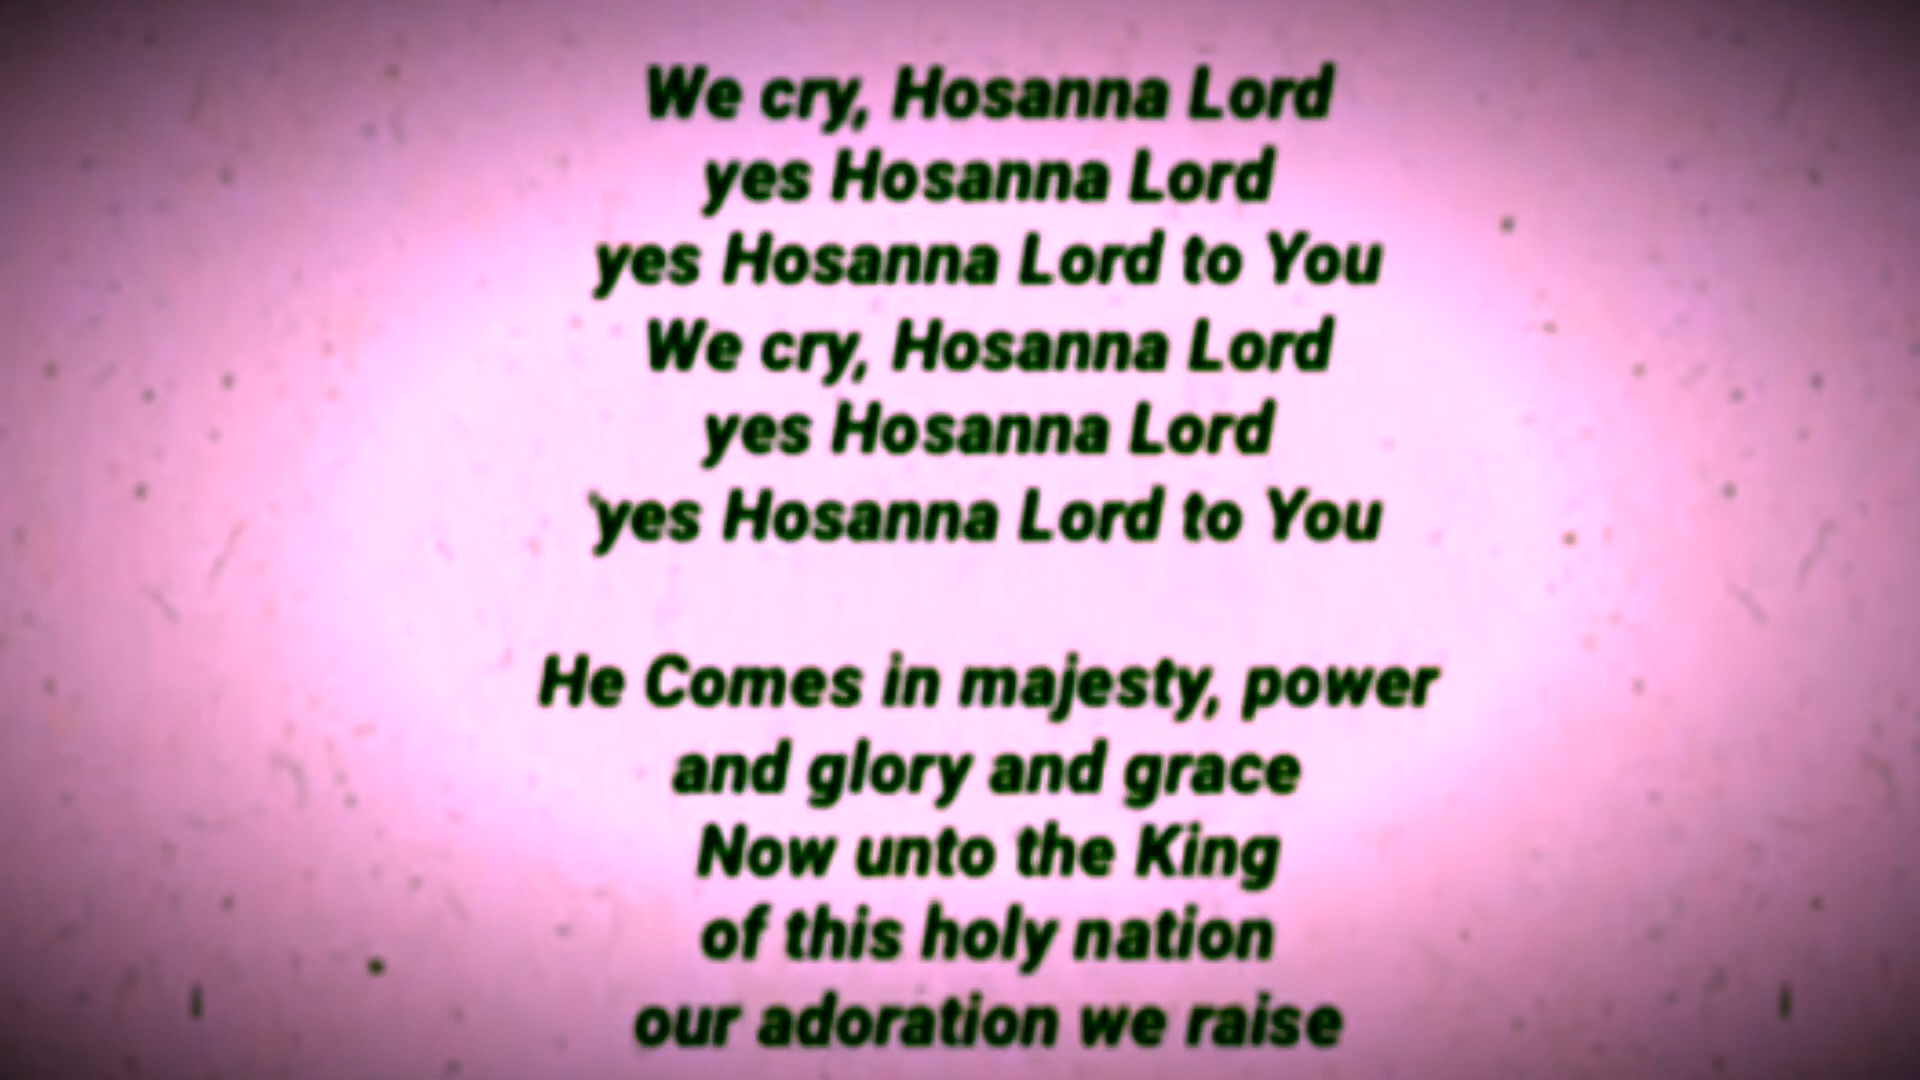 We cry, Hosanna Lord
yes Hosanna Lord
yes Hosanna Lord to You
We cry, Hosanna Lord
yes Hosanna Lord
yes Hosanna Lord to You
He Comes in majesty, power
and glory and grace
Now unto the King
of this holy nation
our adoration we raise